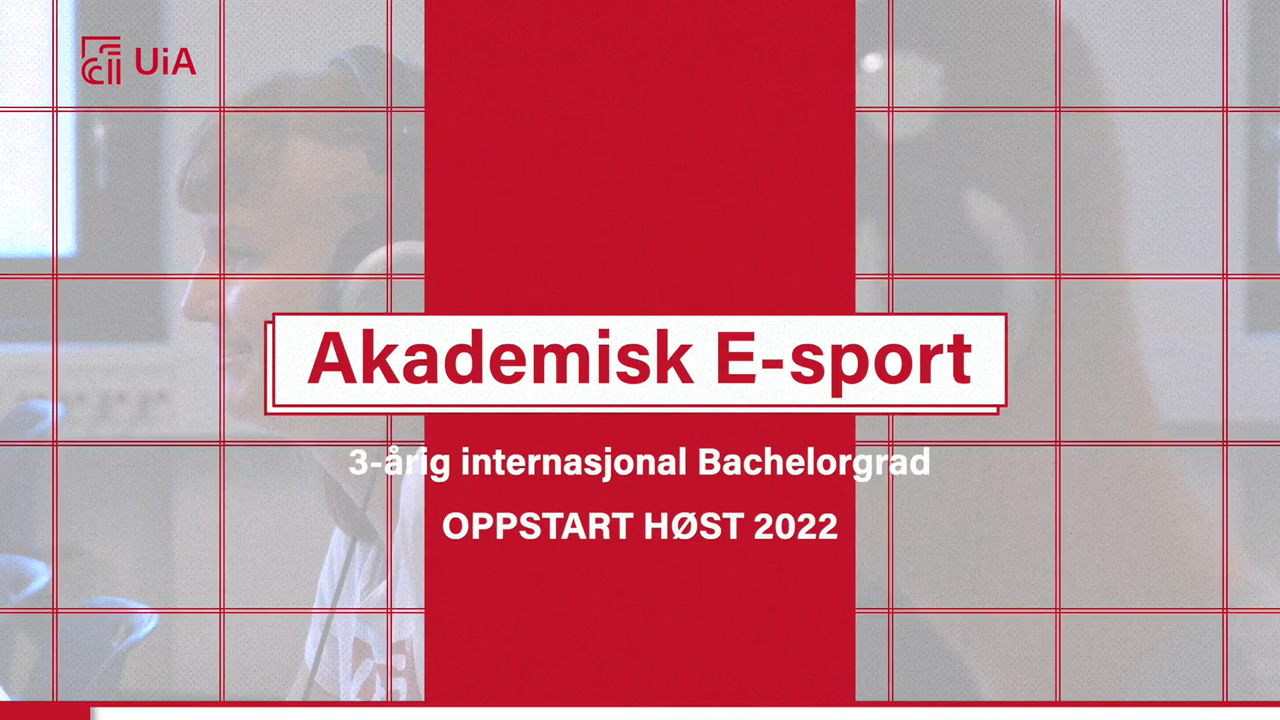 UiA
Akademisk E-sport
3-årig internasjonal Bachelorgrad
OPPSTART HØST 2022